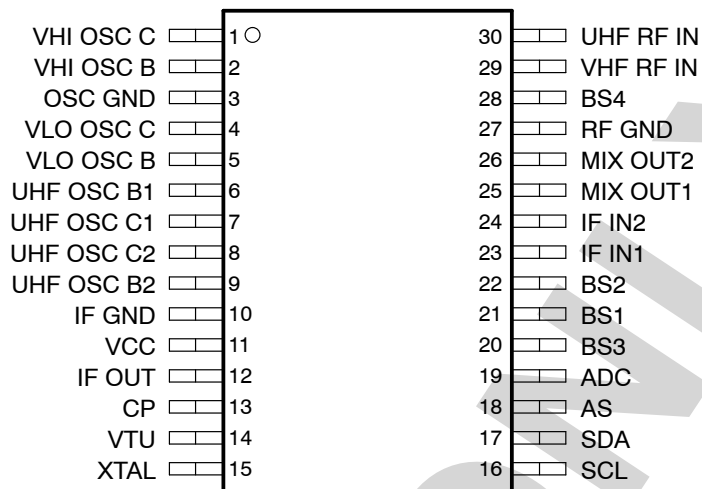 VHI OSC C 1 30 UHF RF IN
VHI OSC B 2 29 VHF RF IN
OSC GND 3 28 BS4
VLO OSC C 4 27 RF GND
VLO OSC B 5 26 MIX OUT2
UHF OSC B1 6 25 MIX OUT1
UHF OSC C1 7 24 IF IN2
UHF OSC C2 8 23 IF IN1
UHF OSC B2 9 22 BS2
IF GND 10 21 BS1
VCC 11 20 BS3
IF OUT 12 19 ADC
CP 13 18 AS
VTU 14 17 SDA
XTAL 15 16 SCL